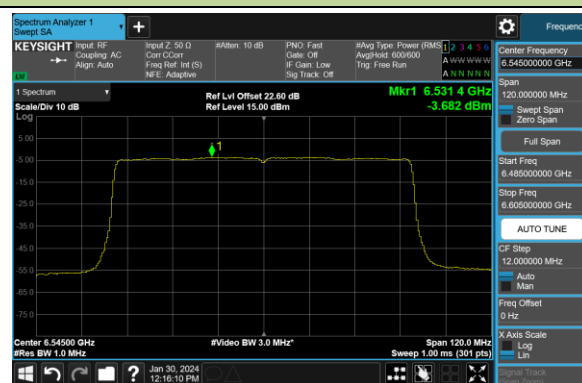 Spectrum Analyzer 1
Swept SA
Frequency
KEYSIGHT
Input: RF
Coupling: AC
Align: Auto
Input Z: 50 Ω
Corr CCorr
Freq Ref: Int (S)
NFE: Adaptive
#Atten: 10 dB
PNO: Fast
Gate: Off
IF Gain: Low
Sig Track: Off
#Avg Type: Power (RMS
Avg|Hold: 600/600
Trig: Free Run
1 2 3 4 5 6
A W W W W W
A N N N N N
LW
1 Spectrum
Scale/Div 10 dB
Log
Ref Lvl Offset 22.60 dB
Ref Level 15.00 dBm
Mkr1 6.531 4 GHz
-3.682 dBm
1
5.00
-5.00
-15.0
-25.0
-35.0
-45.0
-55.0
-65.0
-75.0
Center 6.54500 GHz
#Res BW 1.0 MHz
#Video BW 3.0 MHz*
Span 120.0 MHz
Sweep 1.00 ms (301 pts)
Jan 30, 2024
12:16:10 PM
Center Frequency
6.545000000 GHz
Span
120.000000 MHz
Swept Span
Zero Span
Full Span
Start Freq
6.485000000 GHz
Stop Freq
6.605000000 GHz
AUTO TUNE
CF Step
12.000000 MHz
Auto
Man
Freq Offset
0 Hz
X Axis Scale
Log
Lin
Signal Track